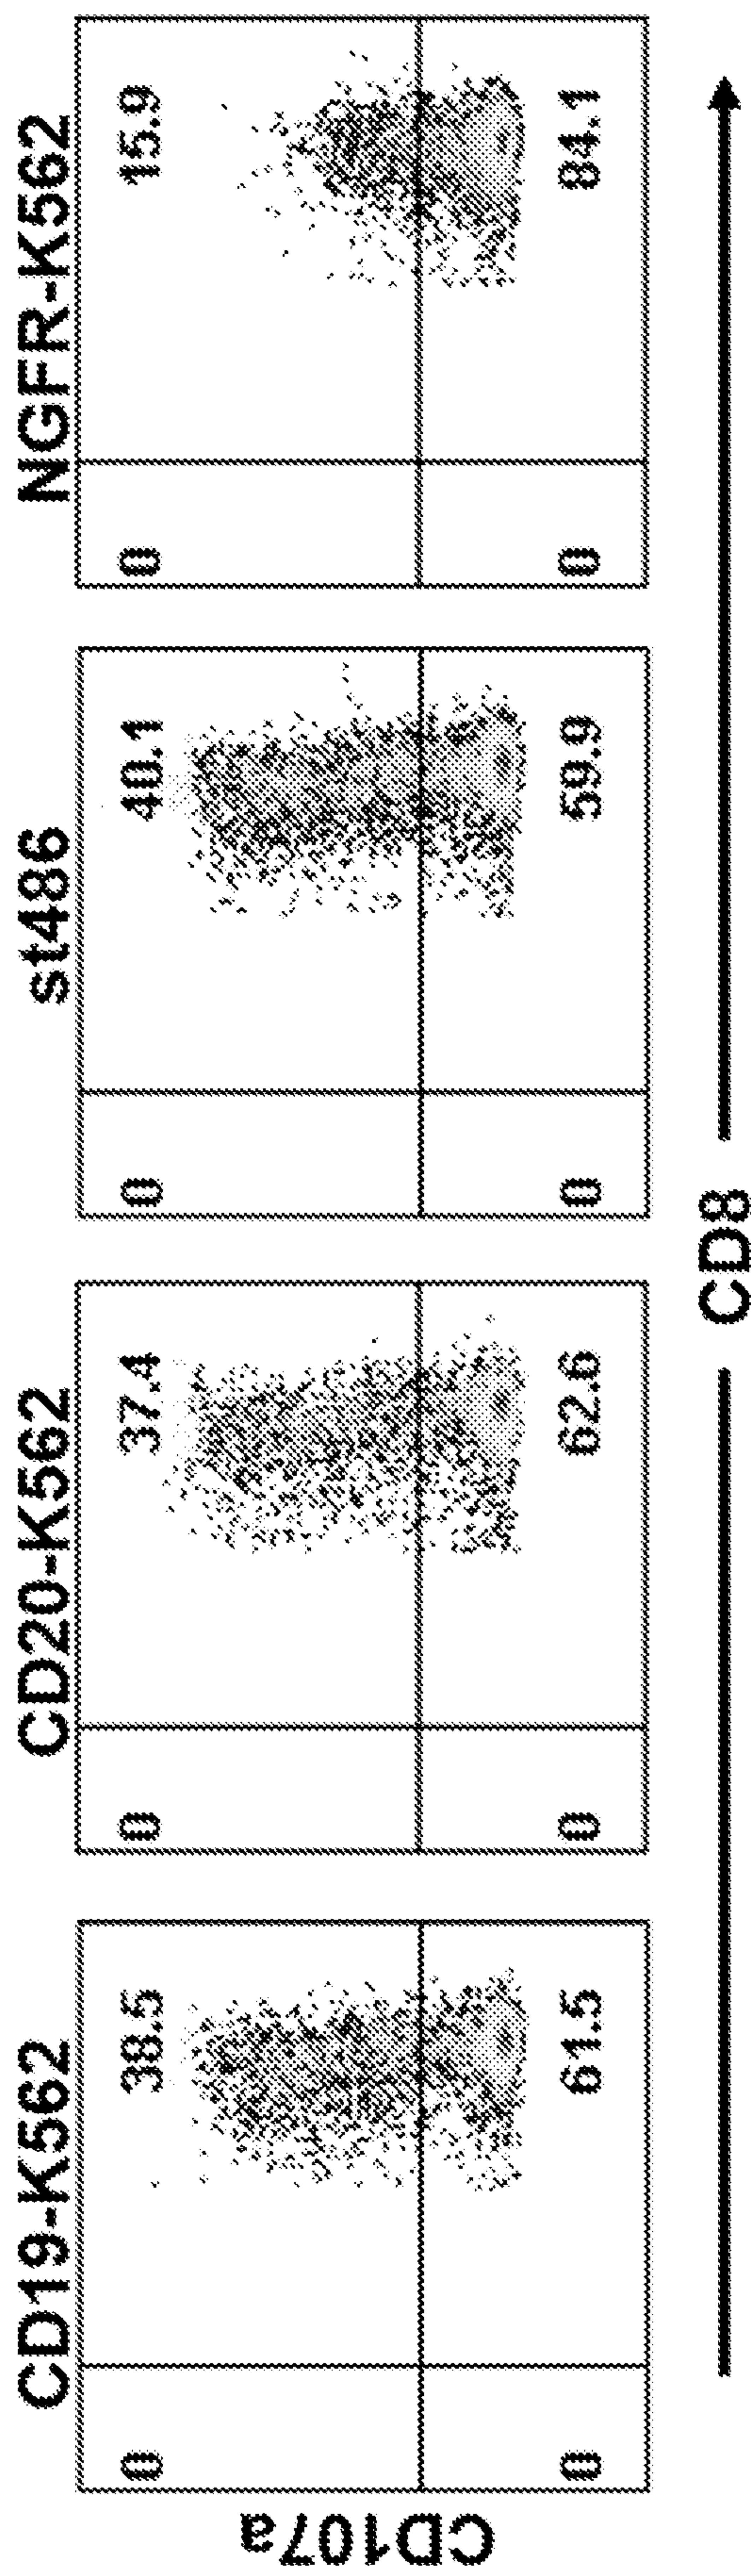 CD19-K562 CD20-K562 st486 NGFR-K562
0 38.5 0 37.4 0 40.1 0 15.9
CD107a
0 61.5 0 62.6 0 59.9 0 84.1
CD8